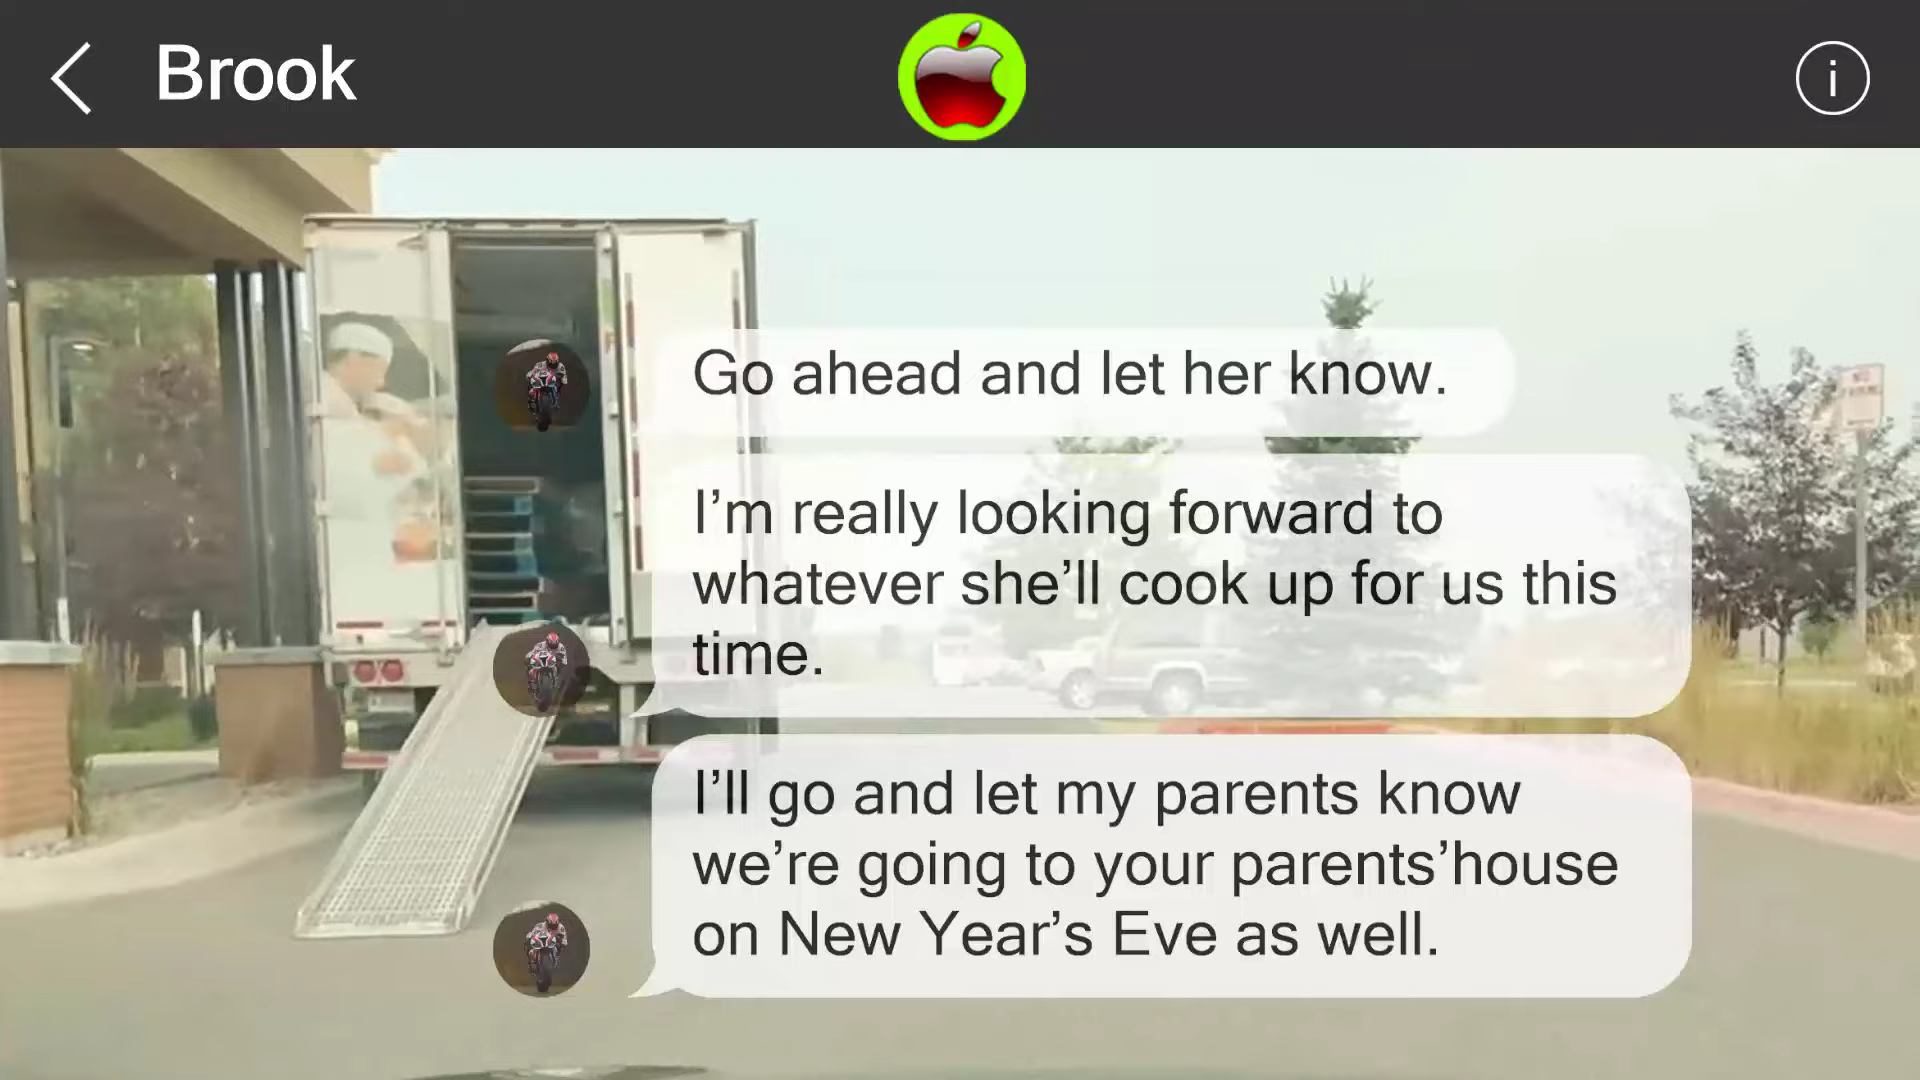 Brook
Go ahead and let her know.
I’m really looking forward to
whatever she’ll cook up for us this
time.
I’ll go and let my parents know
we’re going to your parents’house
on New Year’s Eve as well.